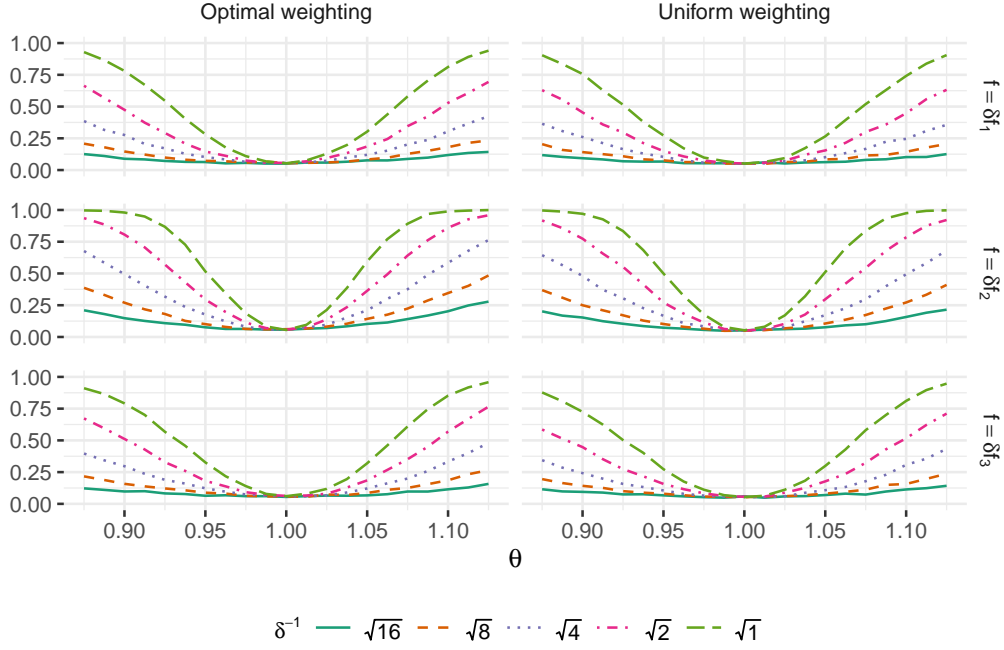 Optimal weighting Uniform weighting
1.00
0.75
0.50
0.25
0.00
f = δf₁
1.00
0.75
0.50
0.25
0.00
f = δf₂
1.00
0.75
0.50
0.25
0.00
f = δf₃
0.90 0.95 1.00 1.05 1.10 0.90 0.95 1.00 1.05 1.10
θ
δ⁻¹ √16 √8 √4 √2 √1